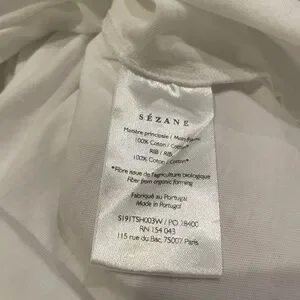 SÉZANE
Matière principale / Main Fabric
100% Coton / Cotton*
RIB / RIB
100% Coton / Cotton*
*Fibre issue de l'agriculture biologique
Fiber from organic farming
Fabriqué au Portugal
Made in Portugal
S191TSH003W / PO 28400
RN 154 043
115 rue du Bac, 75007 Paris